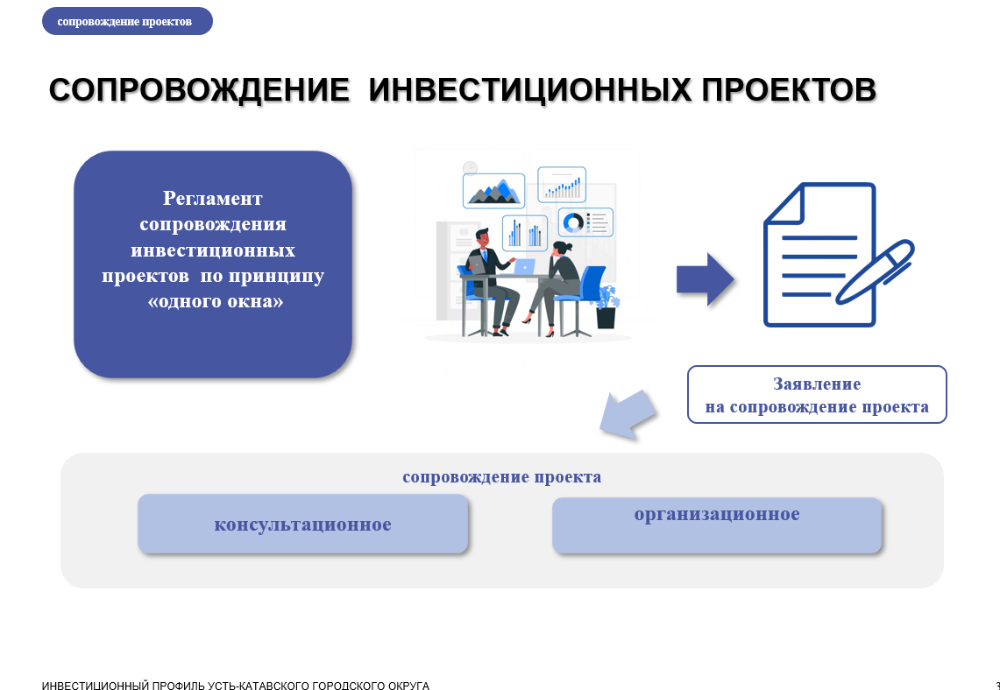 сопровождение проектов
СОПРОВОЖДЕНИЕ ИНВЕСТИЦИОННЫХ ПРОЕКТОВ
Регламент
сопровождения
инвестиционных
проектов по принципу
«одного окна»
Заявление
на сопровождение проекта
сопровождение проекта
консультационное
организационное
ИНВЕСТИЦИОННЫЙ ПРОФИЛЬ УСТЬ-КАТАВСКОГО ГОРОДСКОГО ОКРУГА